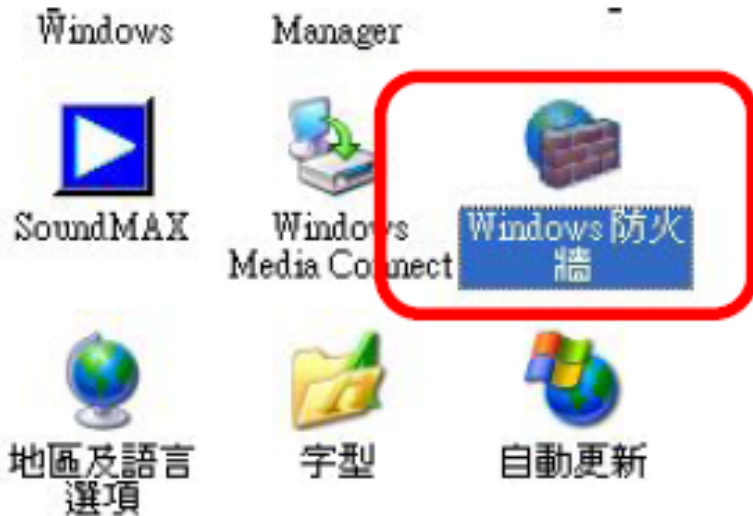 Windows
Manager
SoundMAX
Windows
Media Connect
Windows 防火
牆
地區及語言
選項
字型
自動更新